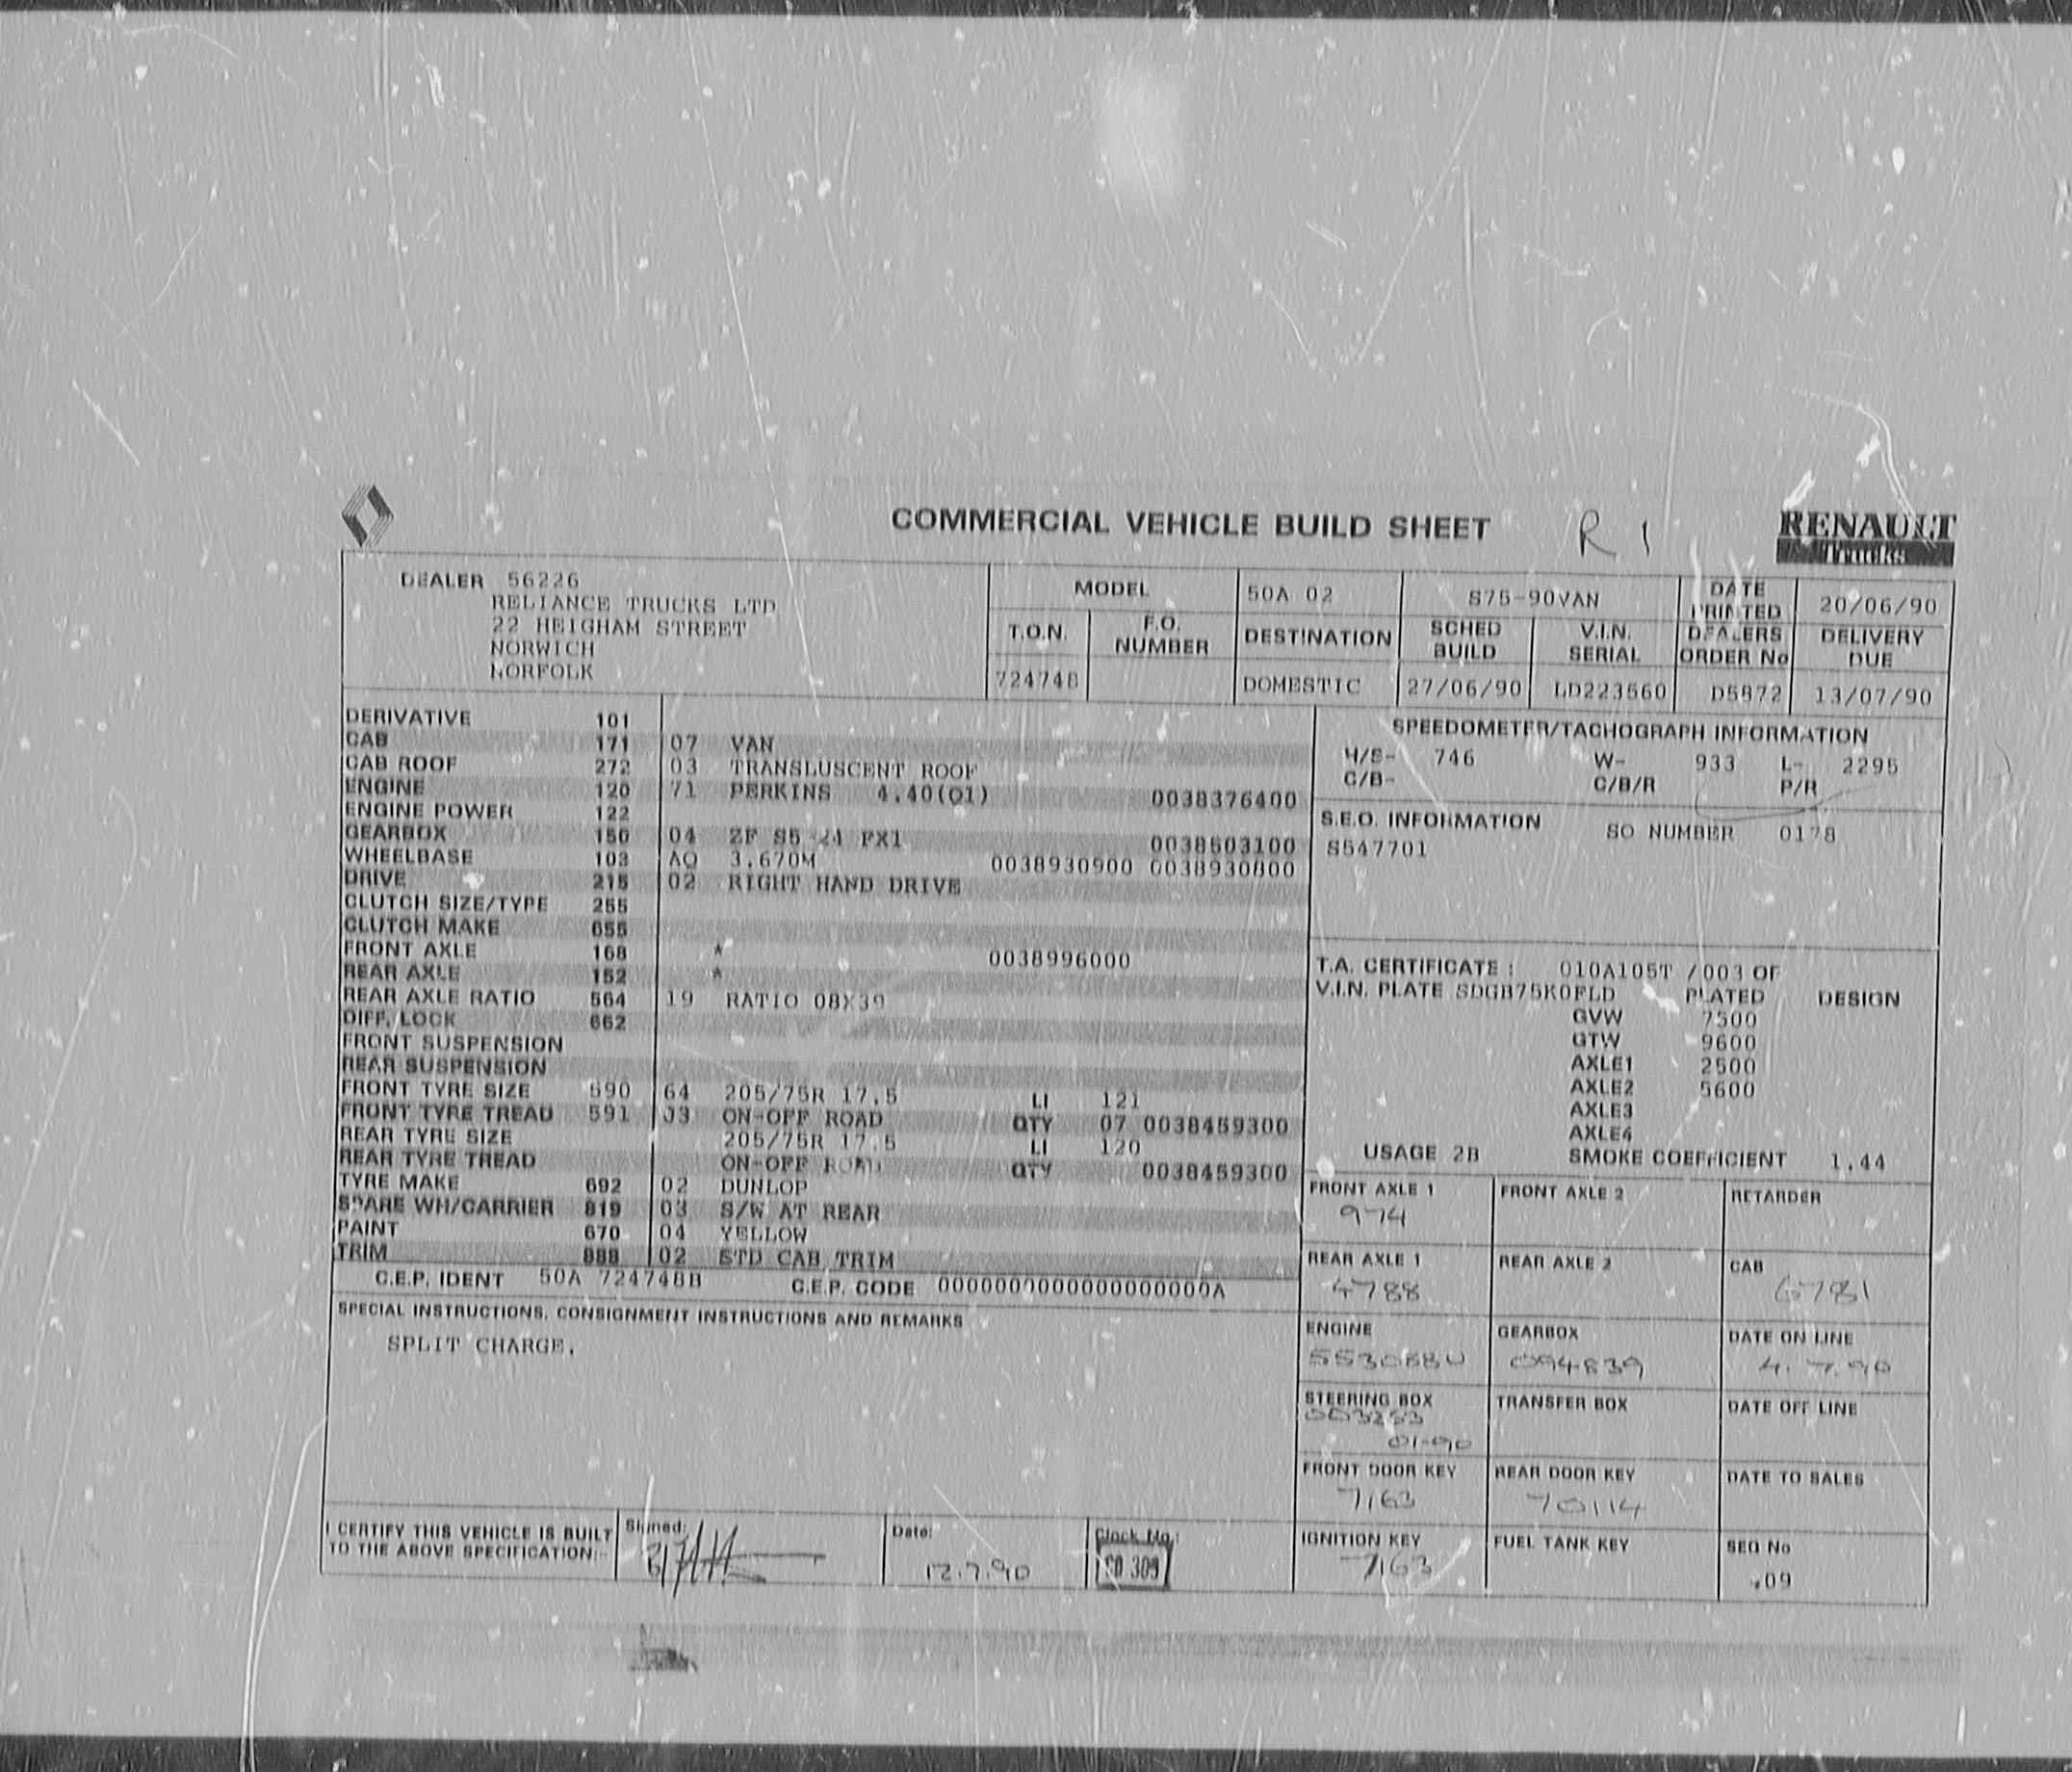 COMMERCIAL VEHICLE BUILD SHEET R 1
RENAULT
Trucks
DEALER 56226
RELIANCE TRUCKS LTD
22 HEIGHAM STREET
NORWICH
NORFOLK
MODEL 50A 02 S75-90VAN DATE PRINTED 20/06/90
T.O.N. F.O. NUMBER DESTINATION SCHED BUILD V.I.N. SERIAL DEALERS ORDER No DELIVERY DUE
724748 DOMESTIC 27/06/90 LD223560 D5872 13/07/90
DERIVATIVE 101
CAB 171 07 VAN
CAB ROOF 272 03 TRANSLUSCENT ROOF
ENGINE 120 71 PERKINS 4.40(Q1) 0038376400
ENGINE POWER 122
GEARBOX 150 04 ZF S5-24 PX1 0038503100
WHEELBASE 103 AQ 3.670M 0038930900 0038930800
DRIVE 215 02 RIGHT HAND DRIVE
CLUTCH SIZE/TYPE 255
CLUTCH MAKE 655
FRONT AXLE 168 * 0038996000
REAR AXLE 152 *
REAR AXLE RATIO 564 19 RATIO 08X39
DIFF. LOCK 662
FRONT SUSPENSION
REAR SUSPENSION
FRONT TYRE SIZE 590 64 205/75R 17.5 LI 121
FRONT TYRE TREAD 591 03 ON-OFF ROAD QTY 07 0038459300
REAR TYRE SIZE 205/75R 17.5 LI 120
REAR TYRE TREAD ON-OFF ROAD QTY 0038459300
TYRE MAKE 692 02 DUNLOP
SPARE WH/CARRIER 819 03 S/W AT REAR
PAINT 670 04 YELLOW
TRIM 888 02 STD CAB TRIM
C.E.P. IDENT 50A 724748B C.E.P. CODE 0000000000000000000A
SPECIAL INSTRUCTIONS, CONSIGNMENT INSTRUCTIONS AND REMARKS
SPLIT CHARGE.
SPEEDOMETER/TACHOGRAPH INFORMATION
H/S- 746 W- 933 L- 2295
C/B- C/B/R P/R
S.E.O. INFORMATION SO NUMBER 0178
S547701
T.A. CERTIFICATE : 010A105T /003 OF
V.I.N. PLATE SDGB75K0FLD PLATED DESIGN
GVW 7500
GTW 9600
AXLE1 2500
AXLE2 5600
AXLE3
AXLE4
USAGE 2B SMOKE COEFFICIENT 1.44
FRONT AXLE 1 FRONT AXLE 2 RETARDER
974
REAR AXLE 1 REAR AXLE 2 CAB
4788 6781
ENGINE GEARBOX DATE ON LINE
094839 4.7.90
STEERING BOX TRANSFER BOX DATE OFF LINE
01-90
FRONT DOOR KEY REAR DOOR KEY DATE TO SALES
7163 70114
IGNITION KEY FUEL TANK KEY SEQ No
7163 09
I CERTIFY THIS VEHICLE IS BUILT
TO THE ABOVE SPECIFICATION:-
Signed: Date: 12.7.90 Clock No.: 309